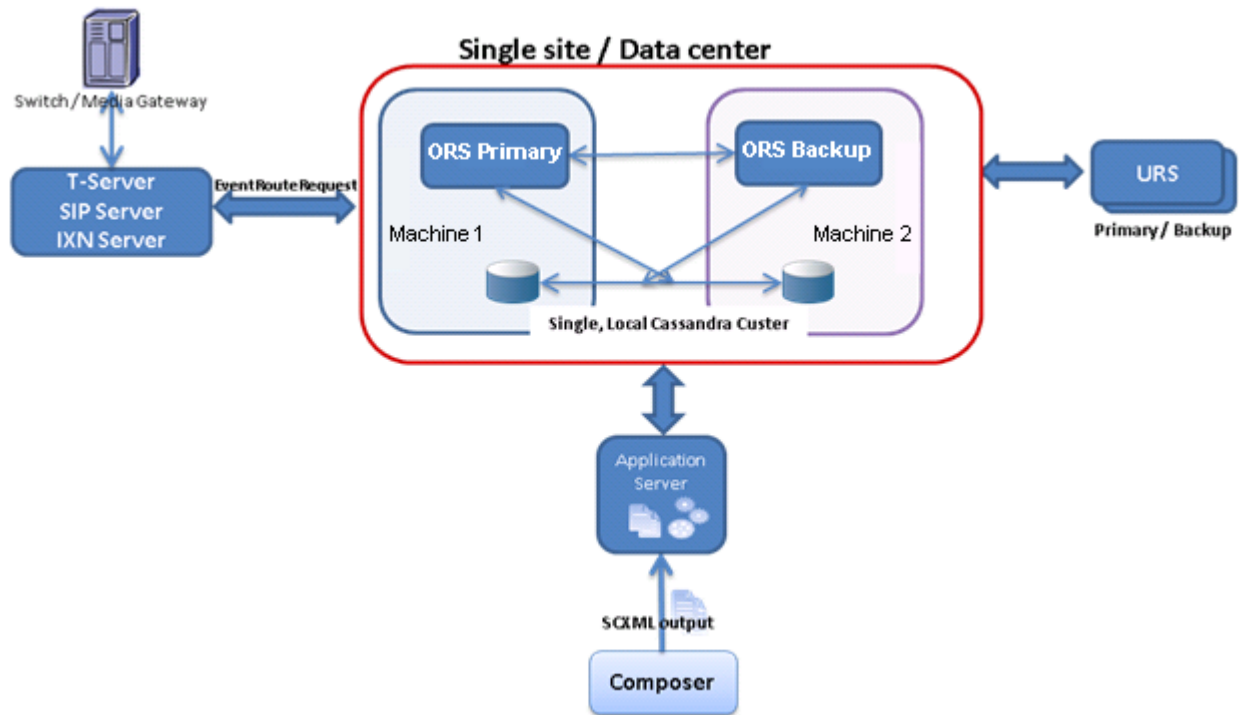 Single site / Data center
Switch / Media Gateway
ORS Primary
ORS Backup
T-Server
SIP Server
IXN Server
EventRouteRequest
URS
Primary / Backup
Machine 1
Machine 2
Single, Local Cassandra Custer
Application
Server
SCXML output
Composer